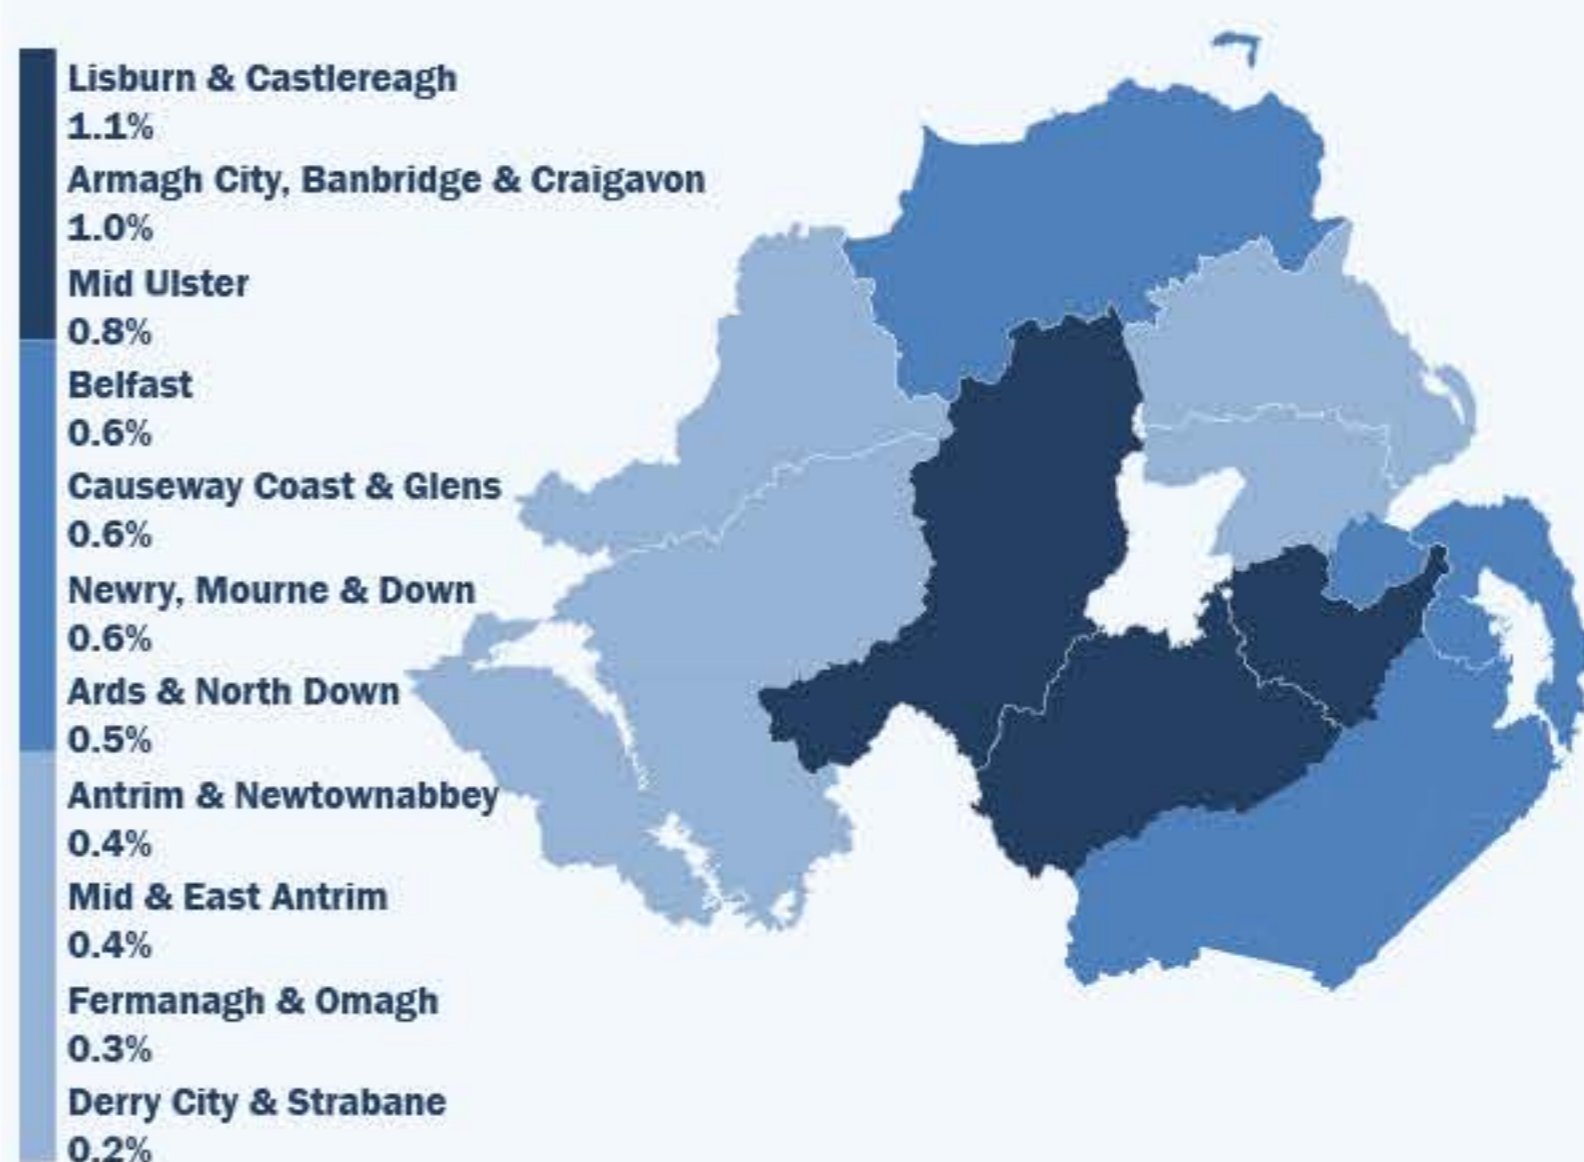 Lisburn & Castlereagh
1.1%
Armagh City, Banbridge & Craigavon
1.0%
Mid Ulster
0.8%
Belfast
0.6%
Causeway Coast & Glens
0.6%
Newry, Mourne & Down
0.6%
Ards & North Down
0.5%
Antrim & Newtownabbey
0.4%
Mid & East Antrim
0.4%
Fermanagh & Omagh
0.3%
Derry City & Strabane
0.2%